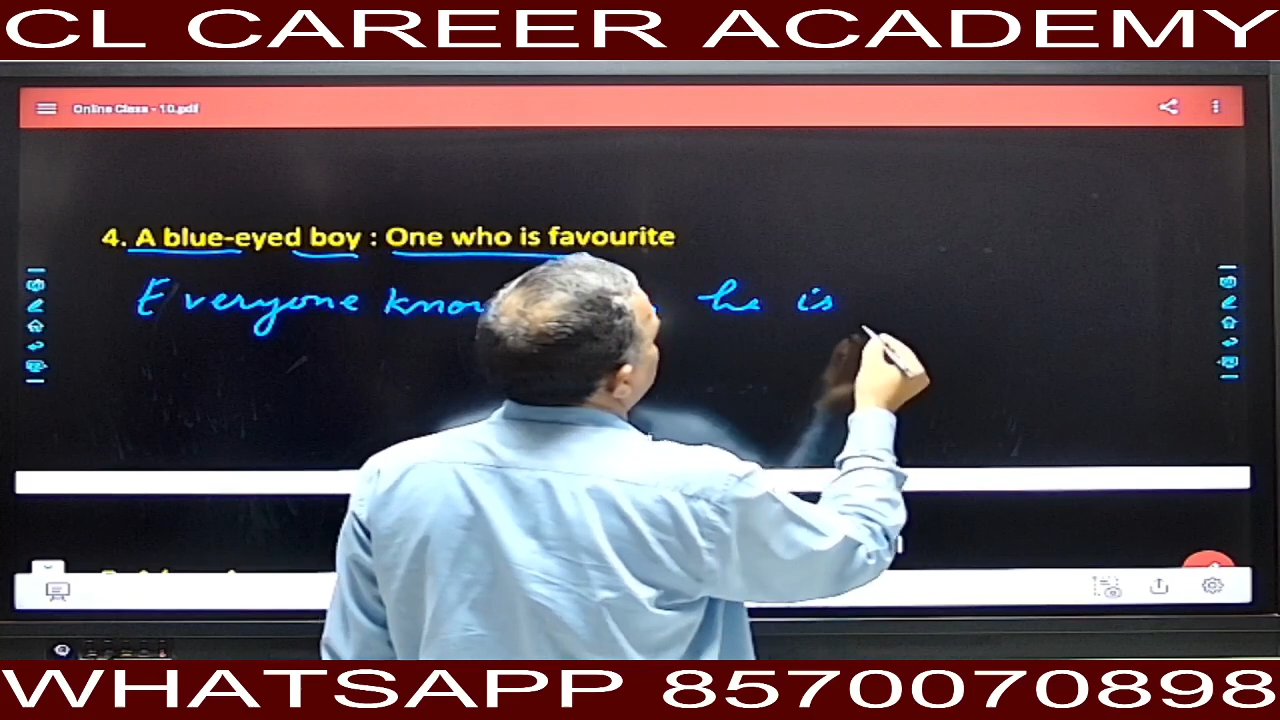 CL CAREER ACADEMY
Online Class - 10.pdf
4. A blue-eyed boy : One who is favourite
Everyone he is
WHATSAPP 8570070898